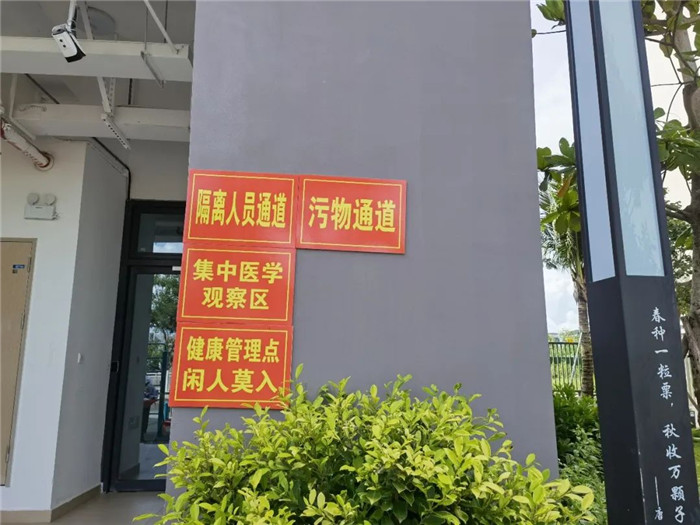 隔离人员通道
污物通道
集中医学
观察区
健康管理点
闲人莫入
春种一粒票,
秋收万颗子